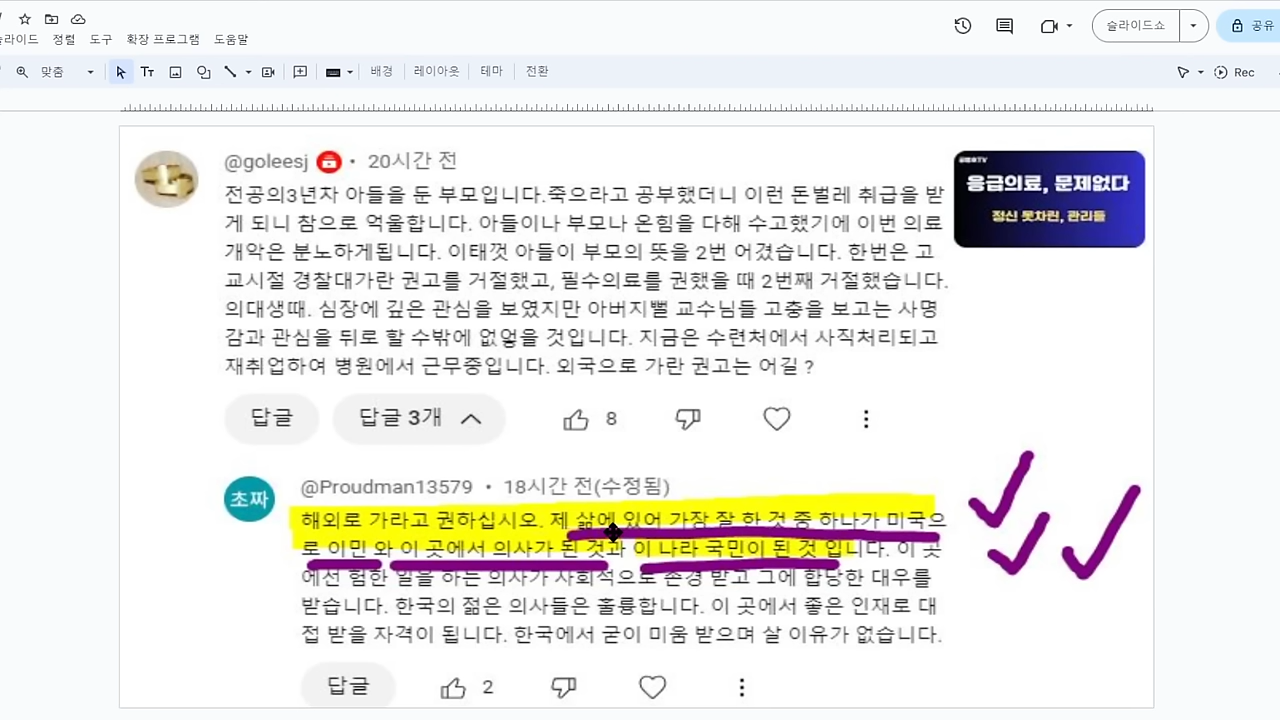 슬라이드 정렬 도구 확장 프로그램 도움말
슬라이드쇼
공유
맞춤
Tт
배경
레이아웃
테마
전환
Rec
@goleesj • 20시간 전
전공의3년차 아들을 둔 부모입니다.죽으라고 공부했더니 이런 돈벌레 취급을 받
게 되니 참으로 억울합니다. 아들이나 부모나 온힘을 다해 수고했기에 이번 의료
개악은 분노하게됩니다. 이태껏 아들이 부모의 뜻을 2번 어겼습니다. 한번은 고
교시절 경찰대가란 권고를 거절했고, 필수의료를 권했을 때 2번째 거절했습니다.
의대생때. 심장에 깊은 관심을 보였지만 아버지뻘 교수님들 고충을 보고는 사명
감과 관심을 뒤로 할 수밖에 없엏을 것입니다. 지금은 수련처에서 사직처리되고
재취업하여 병원에서 근무중입니다. 외국으로 가란 권고는 어길 ?
응급의료, 문제없다
정신 못차린, 관리들
답글
답글 3개
8
초짜
@Proudman13579 • 18시간 전(수정됨)
해외로 가라고 권하십시오. 제 삶에 있어 가장 잘 한 것 중 하나가 미국으
로 이민 와 이 곳에서 의사가 된 것과 이 나라 국민이 된 것 입니다. 이 곳
에선 험한 일을 하는 의사가 사회적으로 존경 받고 그에 합당한 대우를
받습니다. 한국의 젊은 의사들은 훌륭합니다. 이 곳에서 좋은 인재로 대
접 받을 자격이 됩니다. 한국에서 굳이 미움 받으며 살 이유가 없습니다.
답글
2